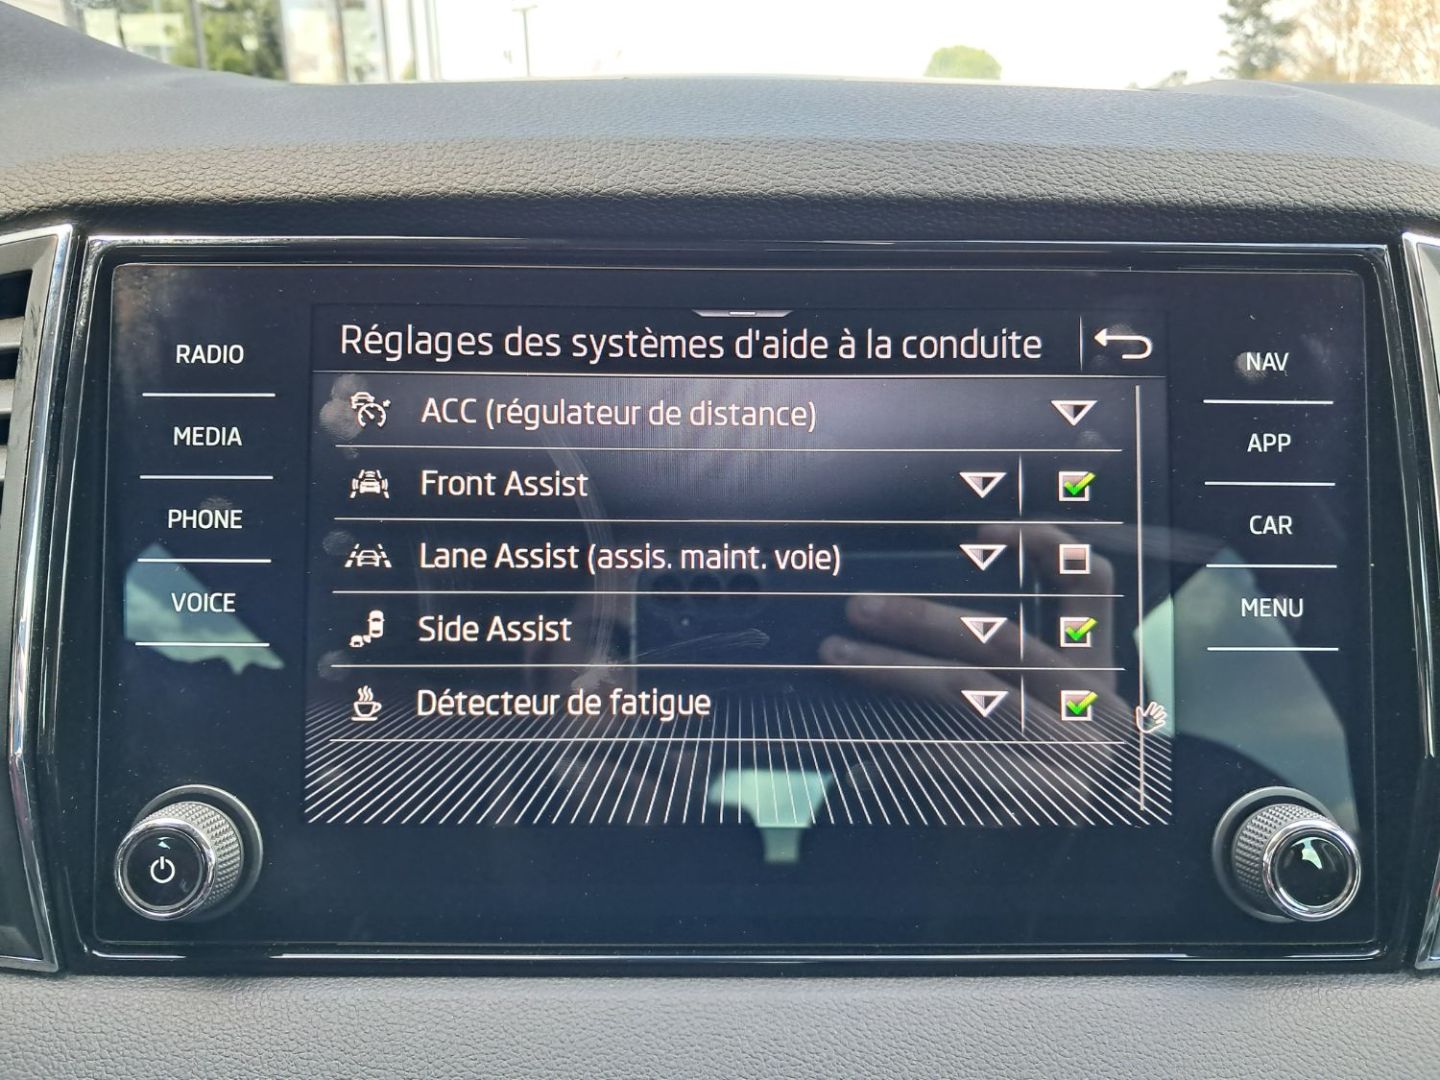 Réglages des systèmes d'aide à la conduite
RADIO
MEDIA
PHONE
VOICE
ACC (régulateur de distance)
Front Assist
Lane Assist (assis. maint. voie)
Side Assist
Détecteur de fatigue
NAV
APP
CAR
MENU